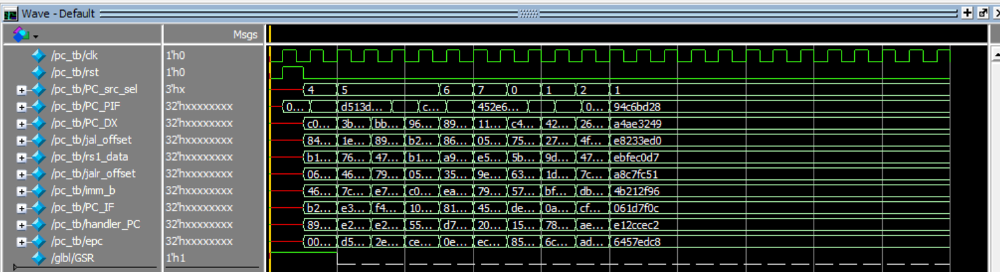 Wave - Default
Msgs
/pc_tb/clk 1'h0
/pc_tb/rst 1'h0
/pc_tb/PC_src_sel 3'hx 4 5 6 7 0 1 2 1
/pc_tb/PC_PIF 32'hxxxxxxxx 0... d513d... c... 452e6... 0... 94c6bd28
/pc_tb/PC_DX 32'hxxxxxxxx c0... 3b... bb... 96... 89... 11... c4... 42... 26... a4ae3249
/pc_tb/jal_offset 32'hxxxxxxxx 84... 1e... 89... b2... 86... 05... 75... 27... 4f... e8233ed0
/pc_tb/rs1_data 32'hxxxxxxxx b1... 76... 47... b1... a9... e5... 5b... 9d... 47... ebfec0d7
/pc_tb/jalr_offset 32'hxxxxxxxx 06... 46... 79... 05... 35... 9e... 63... 1d... 7c... a8c7fc51
/pc_tb/imm_b 32'hxxxxxxxx 46... 7c... e7... c0... ea... 79... 57... bf... db... 4b212f96
/pc_tb/PC_IF 32'hxxxxxxxx b2... e3... f4... 10... 81... 45... de... 0a... cf... 061d7f0c
/pc_tb/handler_PC 32'hxxxxxxxx 89... e2... e2... 55... d7... 20... 15... 78... ae... e12ccec2
/pc_tb/epc 32'hxxxxxxxx 00... d5... 2e... ce... 0e... ec... 85... 6c... ad... 6457edc8
/glbl/GSR 1'h1